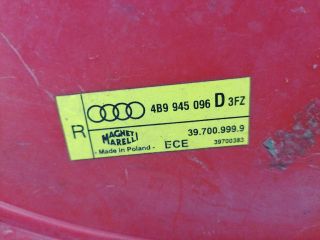 4B9 945 096 D 3FZ
R
MAGNETI MARELLI
39.700.999.9
- Made in Poland - ECE 39700383